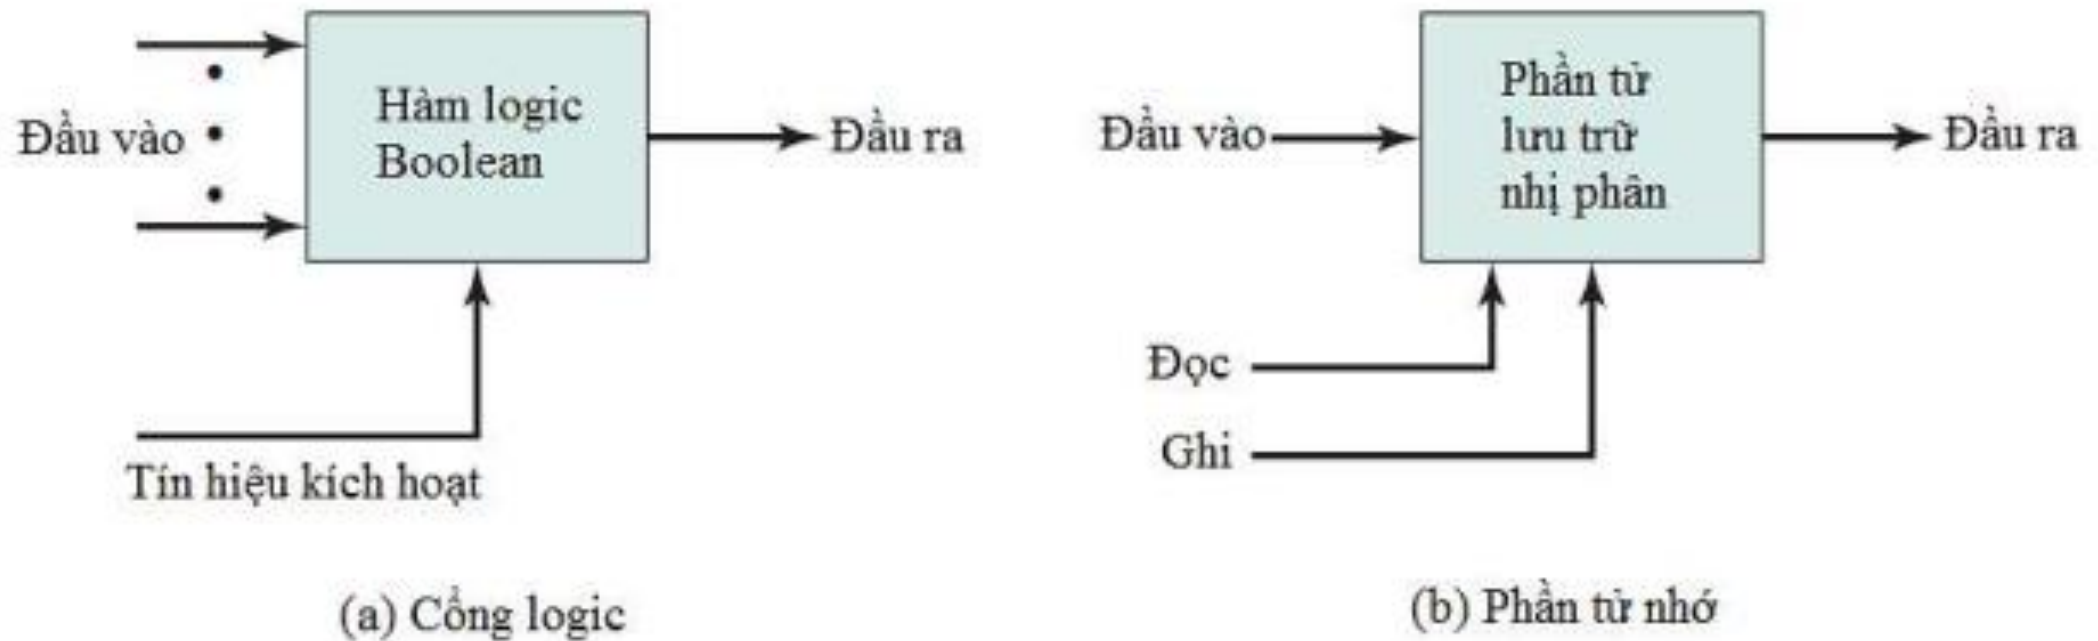 Đầu vào
Hàm logic
Boolean
Đầu ra
Tín hiệu kích hoạt
(a) Cổng logic
Đầu vào
Phần tử
lưu trữ
nhị phân
Đầu ra
Đọc
Ghi
(b) Phần tử nhớ